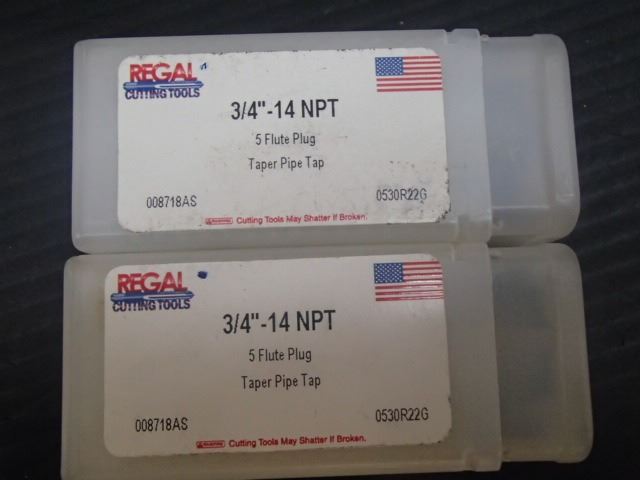 REGAL
CUTTING TOOLS
3/4"-14 NPT
5 Flute Plug
Taper Pipe Tap
008718AS 0530R22G
Cutting Tools May Shatter If Broken.
REGAL
CUTTING TOOLS
3/4"-14 NPT
5 Flute Plug
Taper Pipe Tap
008718AS 0530R22G
Cutting Tools May Shatter If Broken.